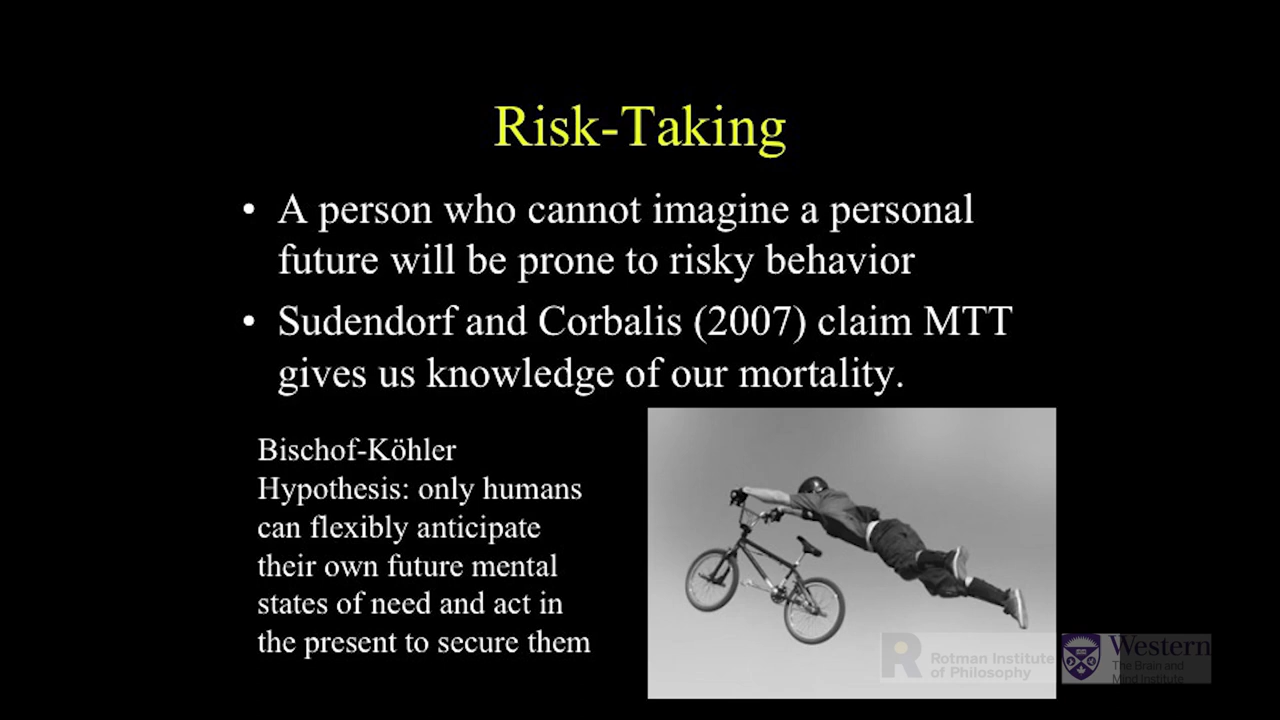 Risk-Taking
• A person who cannot imagine a personal
future will be prone to risky behavior
• Sudendorf and Corbalis (2007) claim MTT
gives us knowledge of our mortality.
Bischof-Köhler
Hypothesis: only humans
can flexibly anticipate
their own future mental
states of need and act in
the present to secure them
R Rotman Institute
of Philosophy
Western
The Brain and
Mind Institute